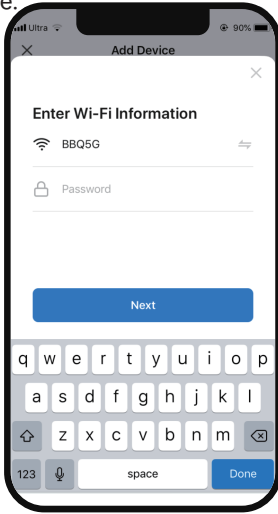 e.
Ultra 90%
Add Device
Enter Wi-Fi Information
BBQ5G
Password
Next
q w e r t y u i o p
a s d f g h j k l
z x c v b n m
123 space Done